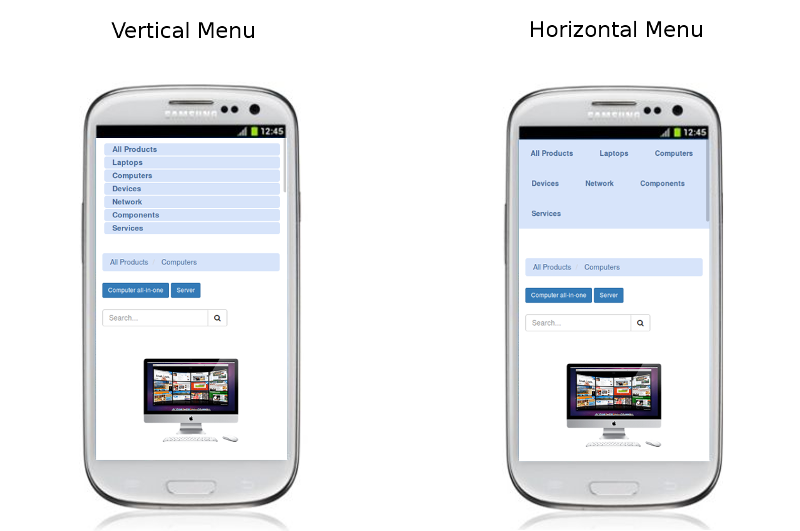 Vertical Menu
SAMSUNG
12:45
All Products
Laptops
Computers
Devices
Network
Components
Services
All Products Computers
Computer all-in-one Server
Search...
Horizontal Menu
SAMSUNG
12:45
All Products Laptops Computers
Devices Network Components
Services
All Products Computers
Computer all-in-one Server
Search...